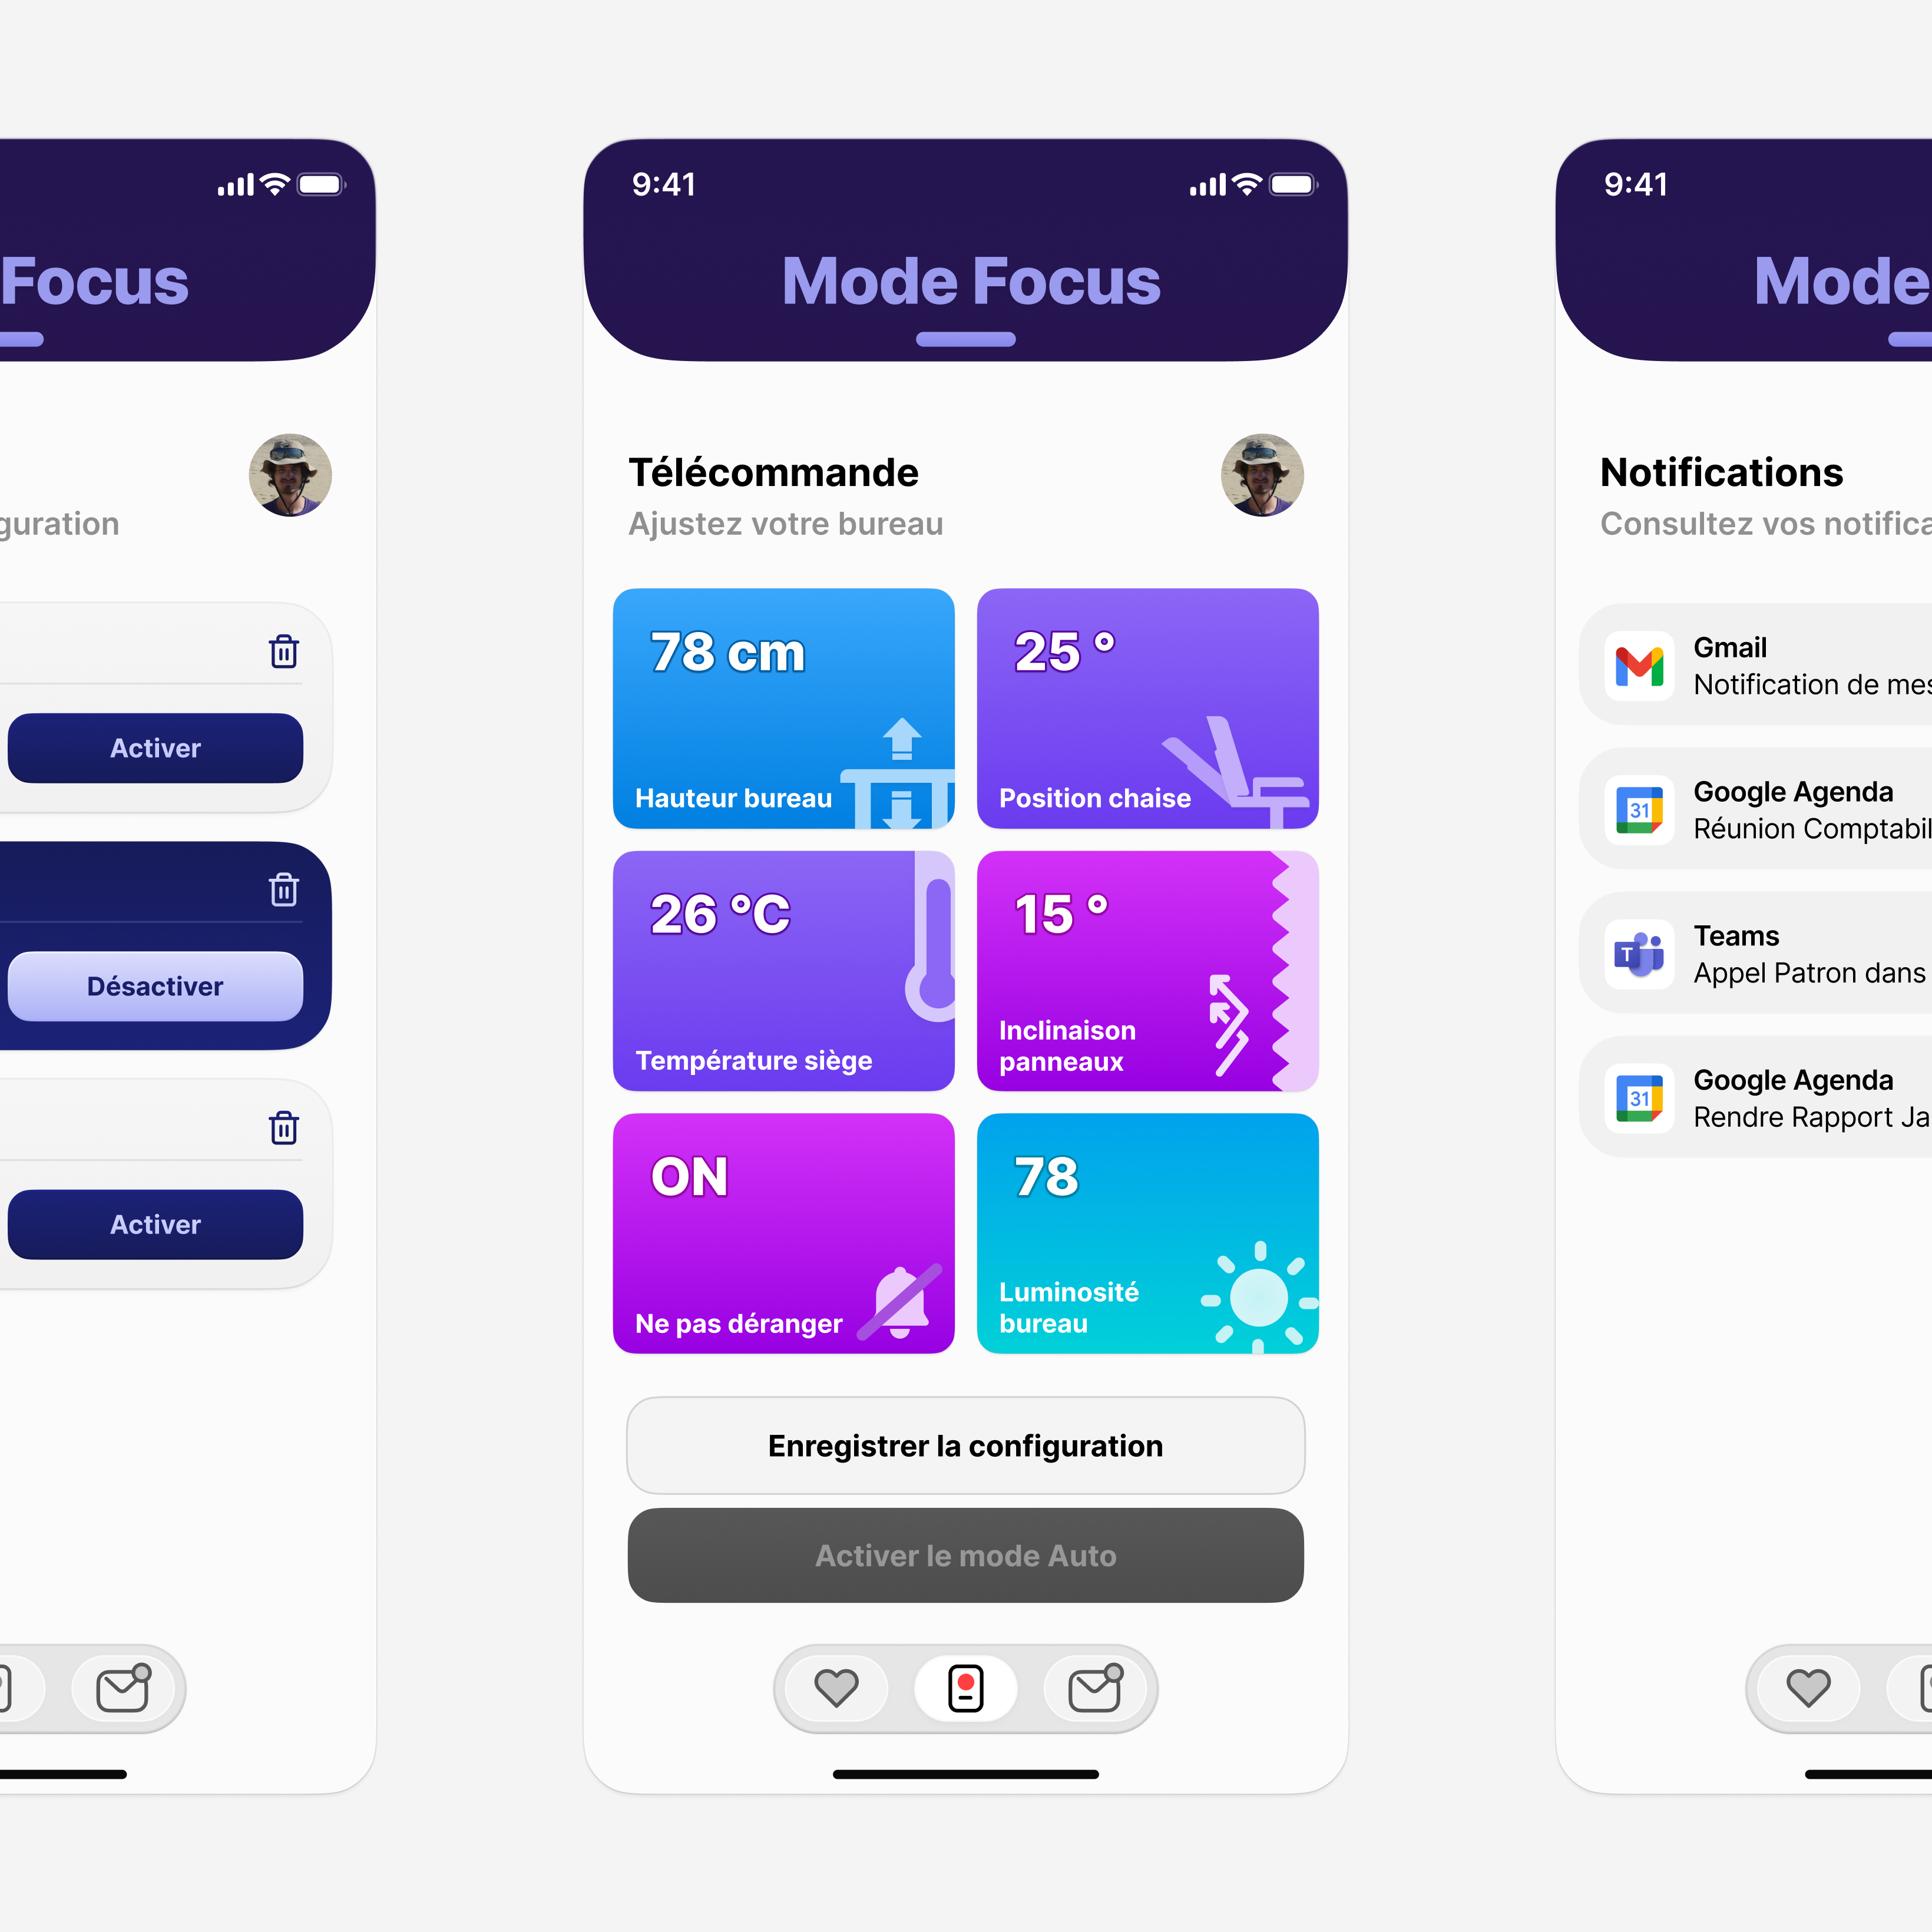 Focus
guration
Activer
Désactiver
Activer
9:41
Mode Focus
Télécommande
Ajustez votre bureau
78 cm
Hauteur bureau
25 °
Position chaise
26 °C
Température siège
15 °
Inclinaison
panneaux
ON
Ne pas déranger
78
Luminosité
bureau
Enregistrer la configuration
Activer le mode Auto
9:41
Mode
Notifications
Consultez vos notifica
Gmail
Notification de mes
31
Google Agenda
Réunion Comptabil
T
Teams
Appel Patron dans
31
Google Agenda
Rendre Rapport Ja